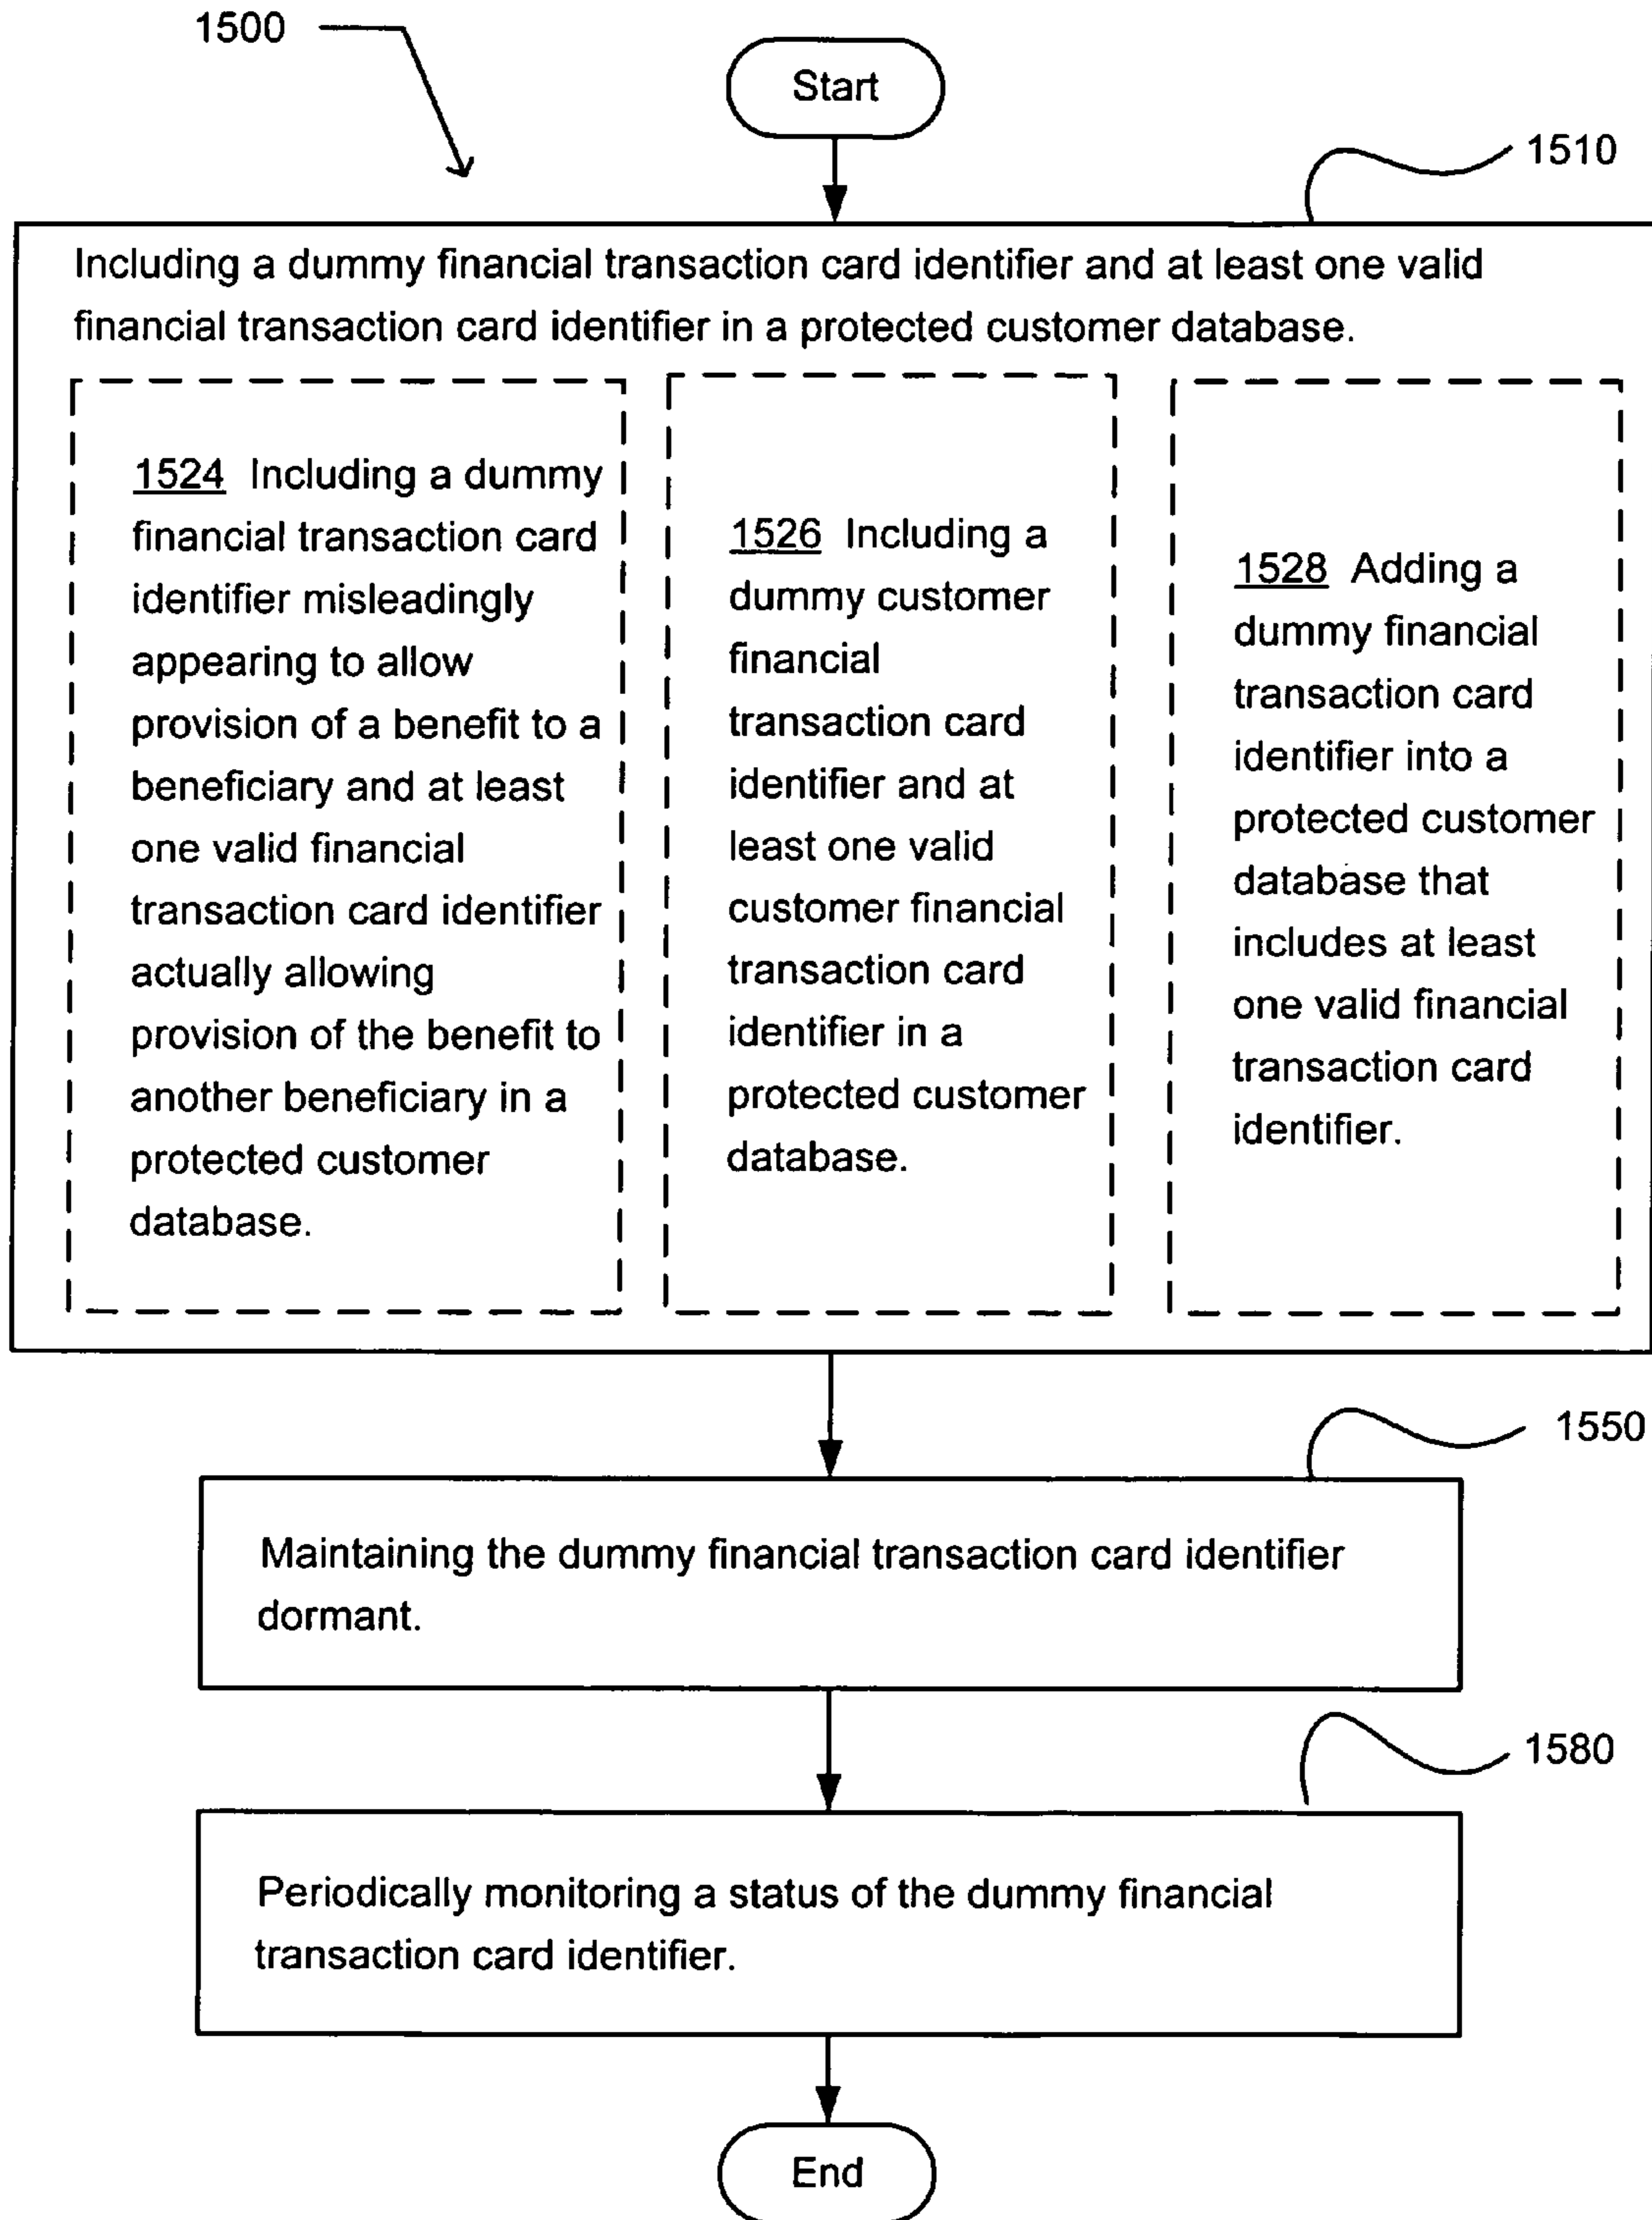 1500
Start
1510
Including a dummy financial transaction card identifier and at least one valid
financial transaction card identifier in a protected customer database.
1524 Including a dummy
financial transaction card
identifier misleadingly
appearing to allow
provision of a benefit to a
beneficiary and at least
one valid financial
transaction card identifier
actually allowing
provision of the benefit to
another beneficiary in a
protected customer
database.
1526 Including a
dummy customer
financial
transaction card
identifier and at
least one valid
customer financial
transaction card
identifier in a
protected customer
database.
1528 Adding a
dummy financial
transaction card
identifier into a
protected customer
database that
includes at least
one valid financial
transaction card
identifier.
1550
Maintaining the dummy financial transaction card identifier
dormant.
1580
Periodically monitoring a status of the dummy financial
transaction card identifier.
End